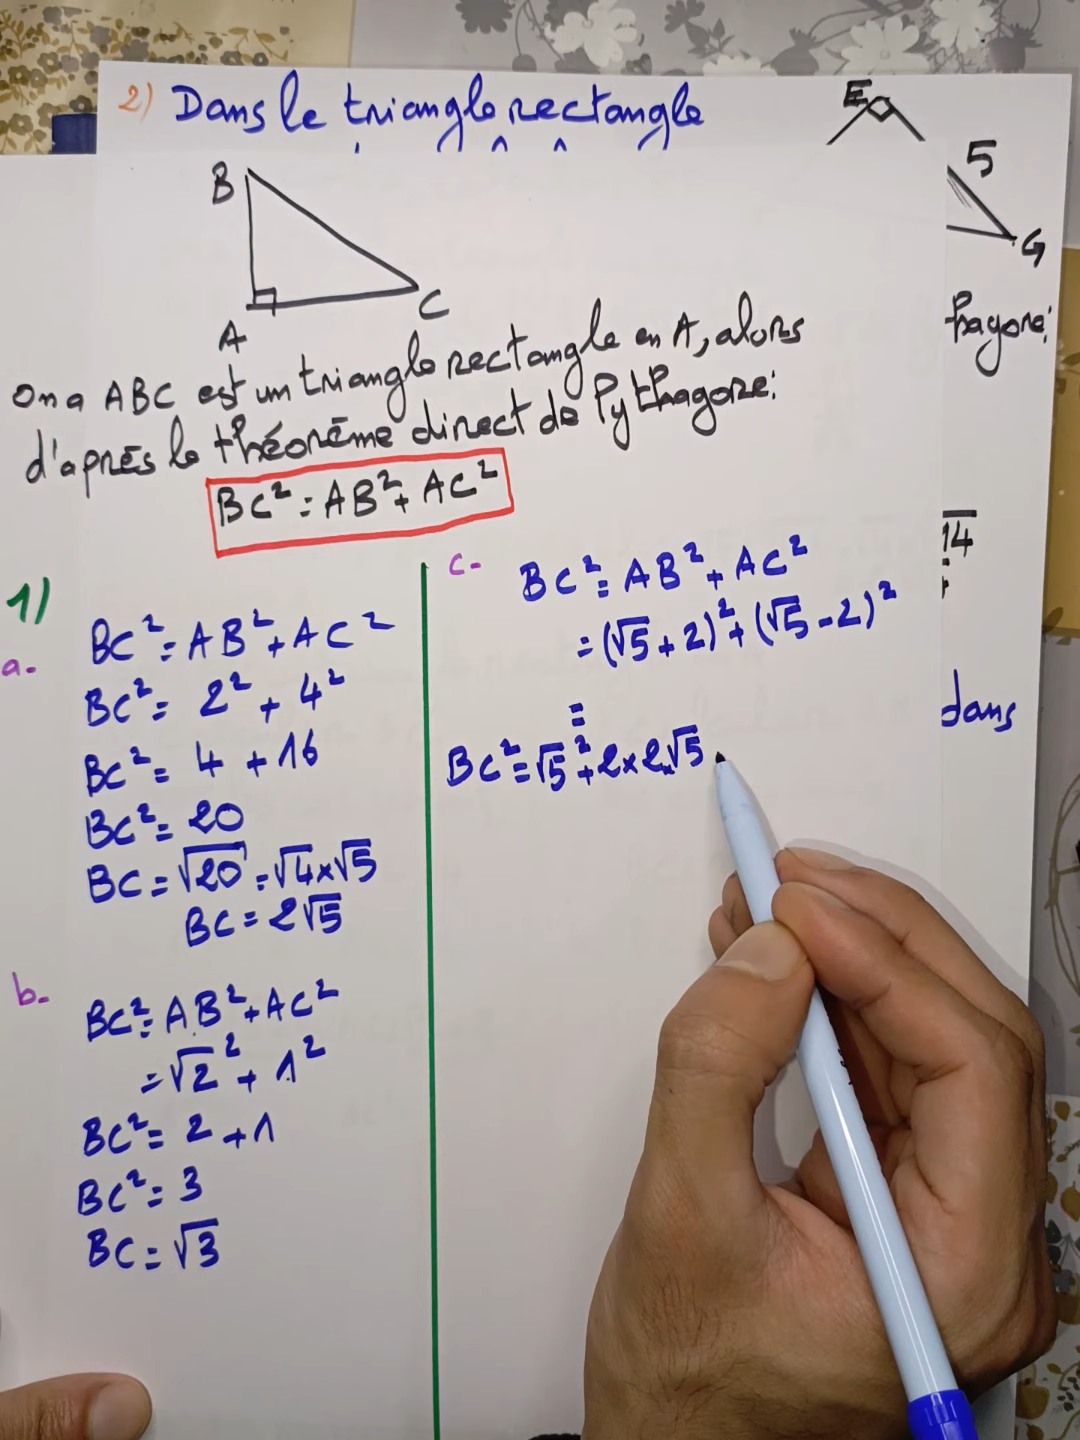 2) Dans le triangle rectangle
E
5
G
B
A
C
On a ABC est un triangle rectangle en A, alors
d'après le théorème direct de Pythagore:
hagore:
BC² = AB² + AC²
14
dans
1)
a.
BC² = AB² + AC²
BC² = 2² + 4²
BC² = 4 + 16
BC² = 20
BC = √20 = √4 × √5
BC = 2√5
b.
BC² = AB² + AC²
= √2² + 1²
BC² = 2 + 1
BC² = 3
BC = √3
c.
BC² = AB² + AC²
= (√5 + 2)² + (√5 - 2)²
=
BC² = √5² + 2 × 2 × √5